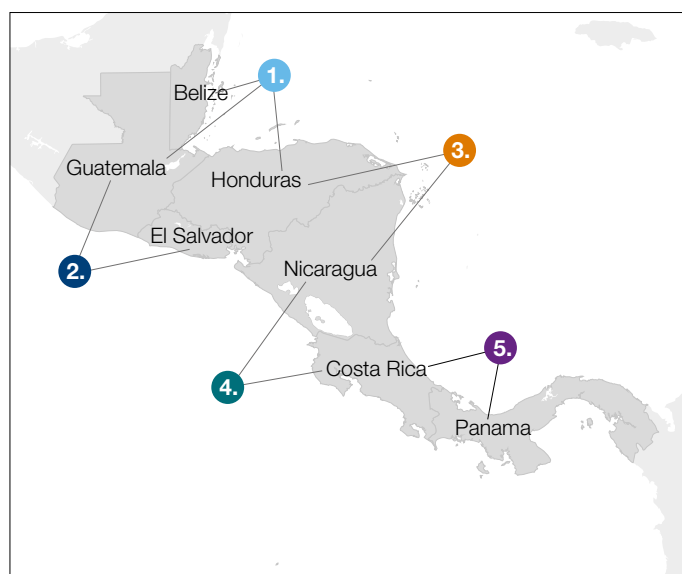 1.
Belize
3.
Guatemala
Honduras
El Salvador
2.
Nicaragua
5.
Costa Rica
4.
Panama